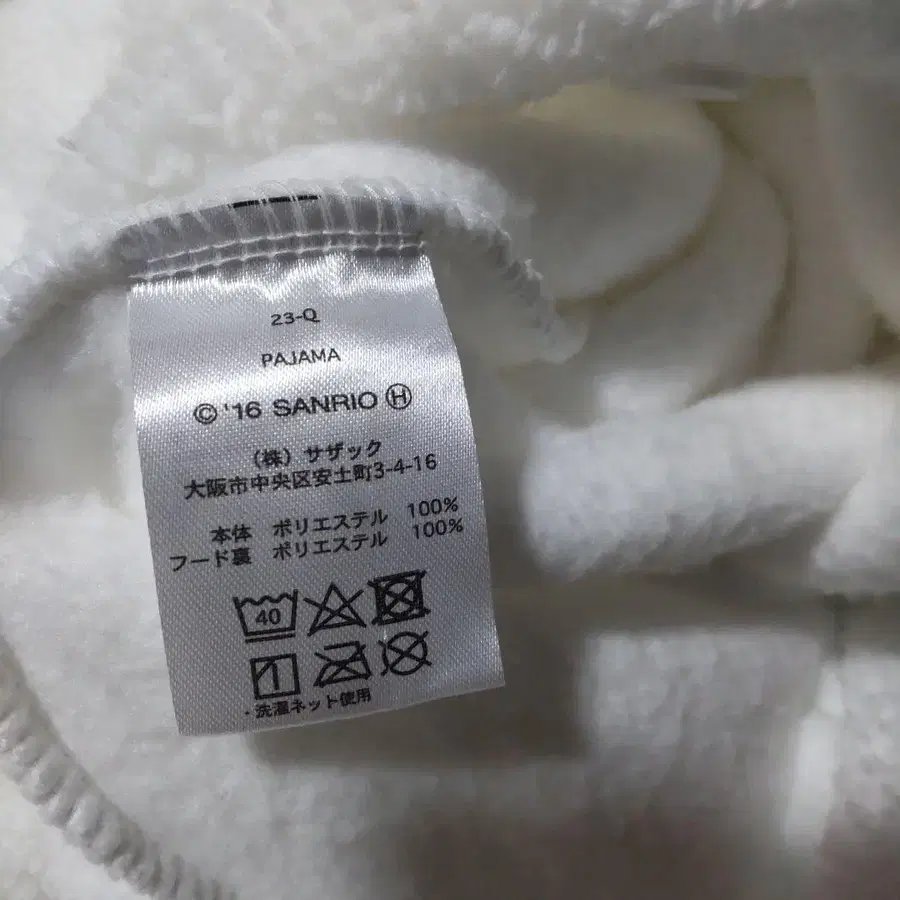 23-Q
PAJAMA
© '16 SANRIO Ⓗ
（株）サザック
大阪市中央区安土町3-4-16
本体 ポリエステル 100%
フード裏 ポリエステル 100%
40
・洗濯ネット使用